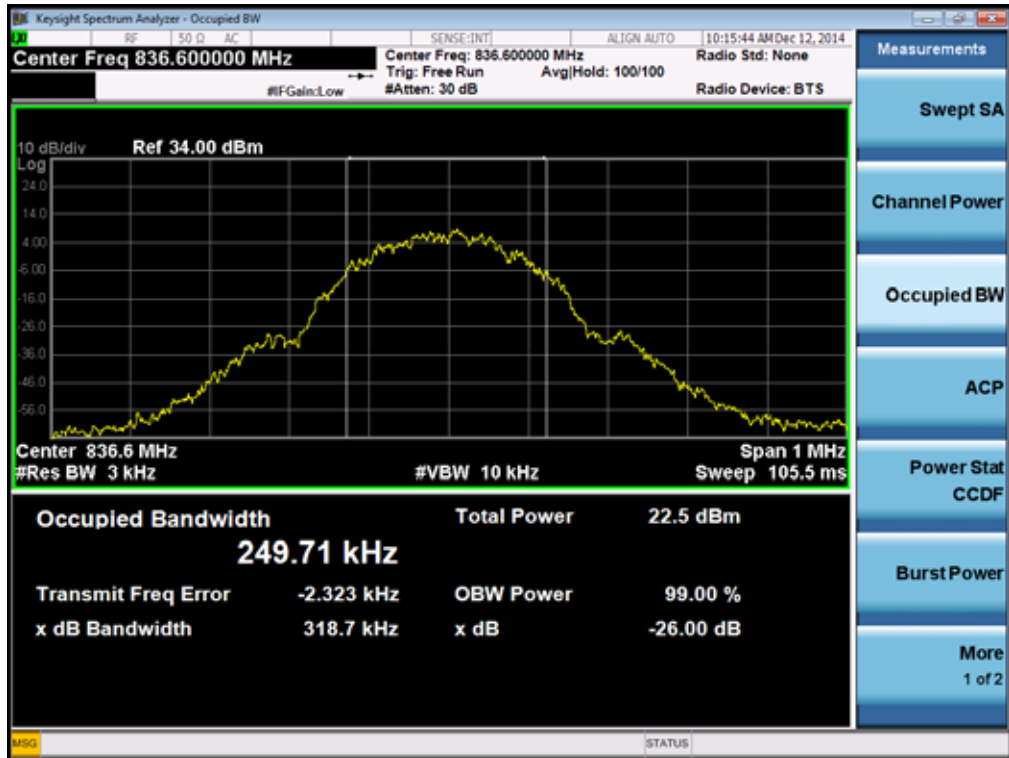 Keysight Spectrum Analyzer - Occupied BW
RF 50 Ω AC SENSE:INT ALIGN AUTO 10:15:44 AM Dec 12, 2014
Center Freq 836.600000 MHz
Center Freq: 836.600000 MHz Radio Std: None
Trig: Free Run Avg|Hold: 100/100
#IFGain:Low #Atten: 30 dB Radio Device: BTS
10 dB/div Ref 34.00 dBm
Log
24.0
14.0
4.00
-6.00
-16.0
-26.0
-36.0
-46.0
-56.0
Center 836.6 MHz Span 1 MHz
#Res BW 3 kHz #VBW 10 kHz Sweep 105.5 ms
Occupied Bandwidth Total Power 22.5 dBm
249.71 kHz
Transmit Freq Error -2.323 kHz OBW Power 99.00 %
x dB Bandwidth 318.7 kHz x dB -26.00 dB
Measurements
Swept SA
Channel Power
Occupied BW
ACP
Power Stat
CCDF
Burst Power
More
1 of 2
MSG STATUS